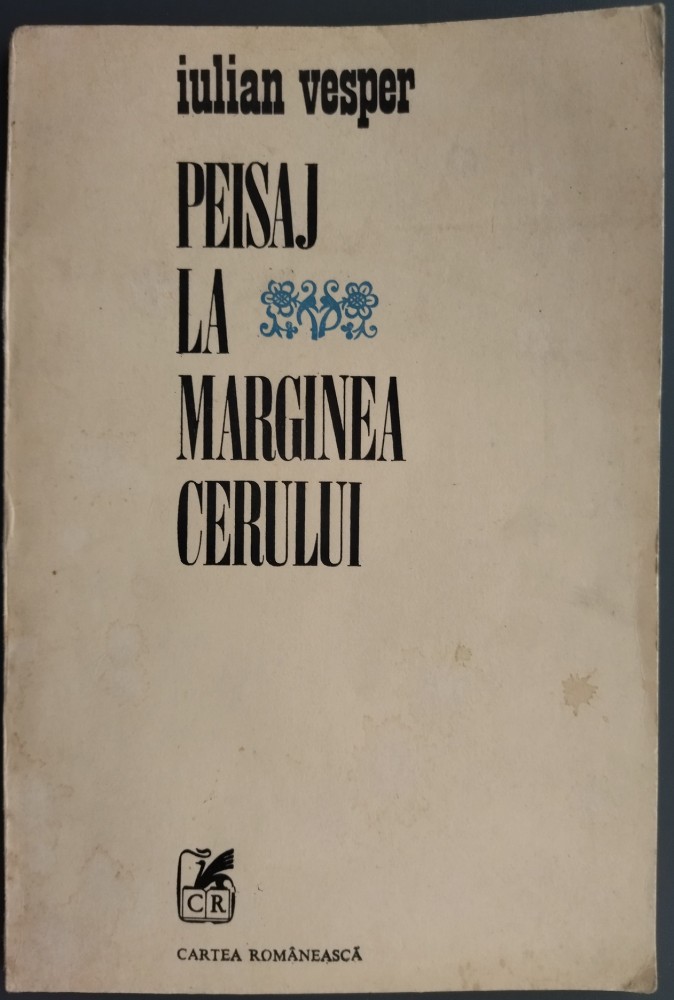 iulian vesper
PEISAJ
LA
MARGINEA
CERULUI
CR
CARTEA ROMÂNEASCĂ